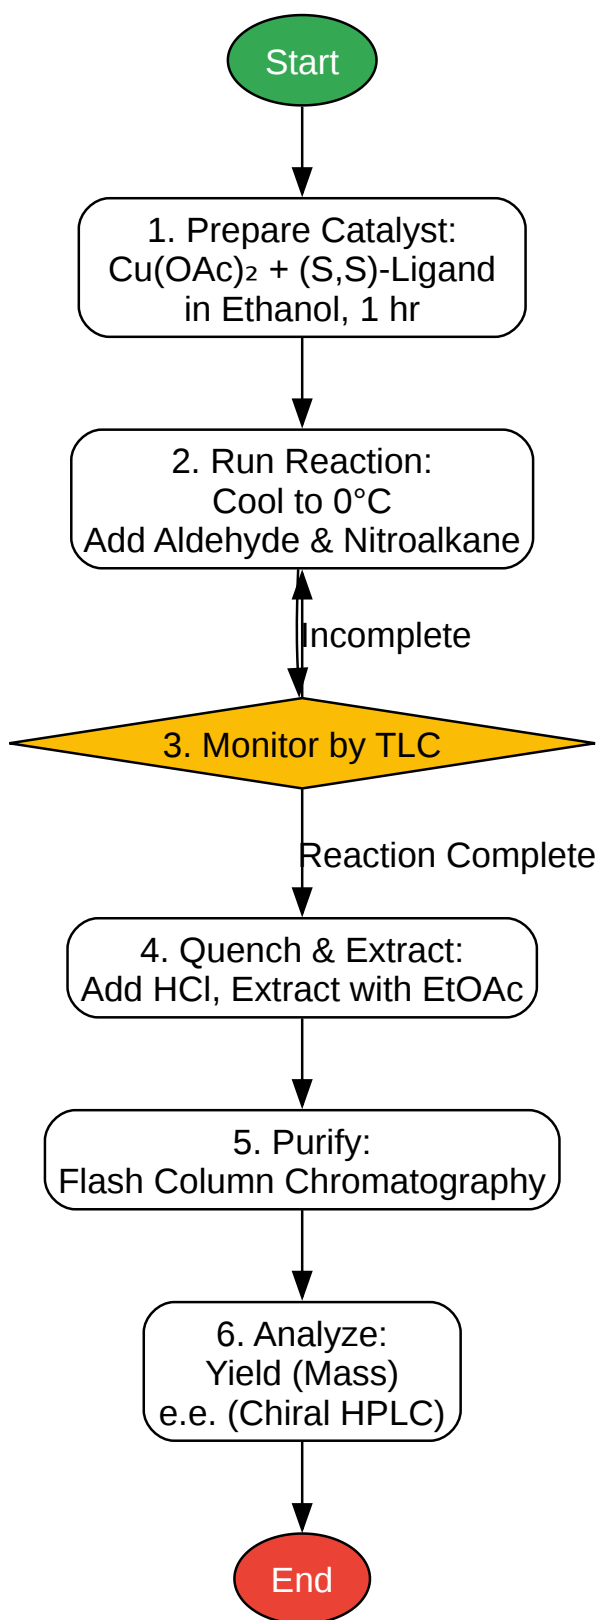 Start
1. Prepare Catalyst:
Cu(OAc)₂ + (S,S)-Ligand
in Ethanol, 1 hr
2. Run Reaction:
Cool to 0°C
Add Aldehyde & Nitroalkane
Incomplete
3. Monitor by TLC
Reaction Complete
4. Quench & Extract:
Add HCl, Extract with EtOAc
5. Purify:
Flash Column Chromatography
6. Analyze:
Yield (Mass)
e.e. (Chiral HPLC)
End